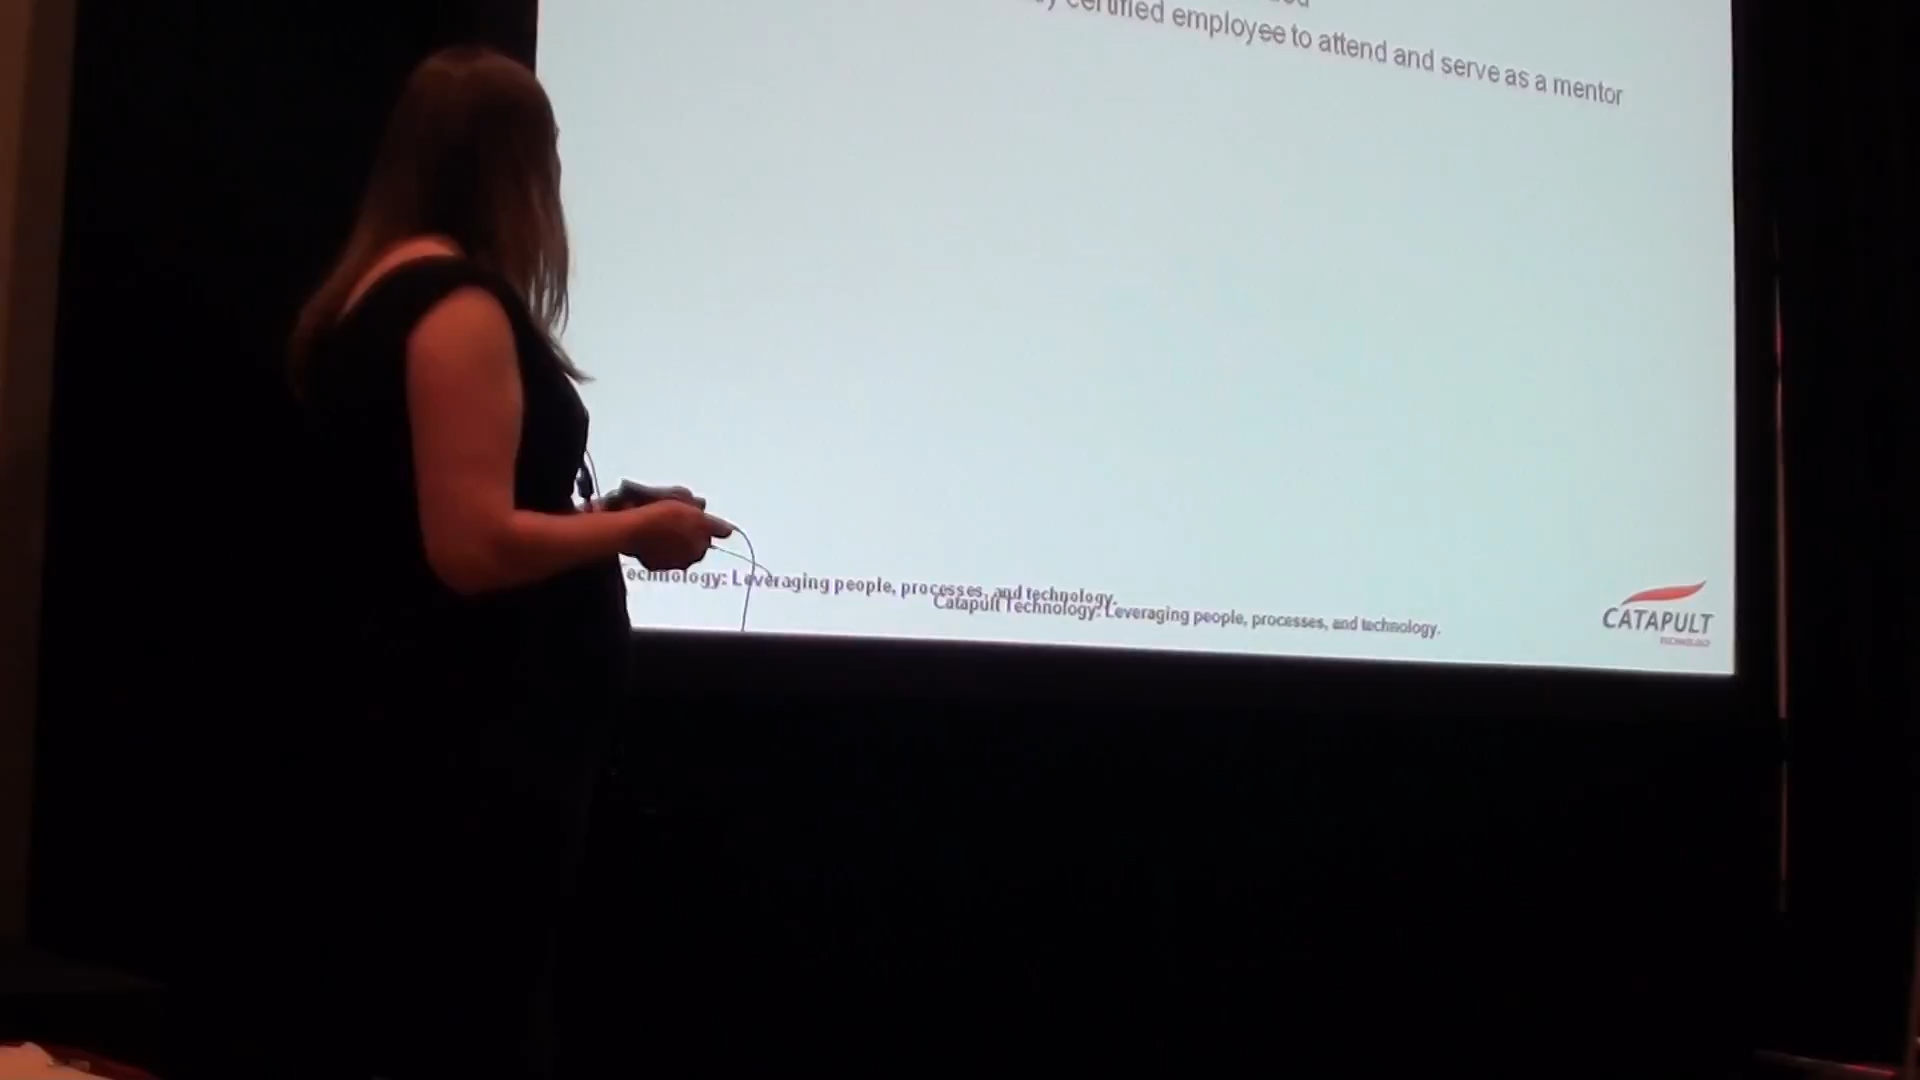 certified employee to attend and serve as a mentor
Technology: Leveraging people, processes, and technology.
Catapult Technology: Leveraging people, processes, and technology.
CATAPULT
TECHNOLOGY